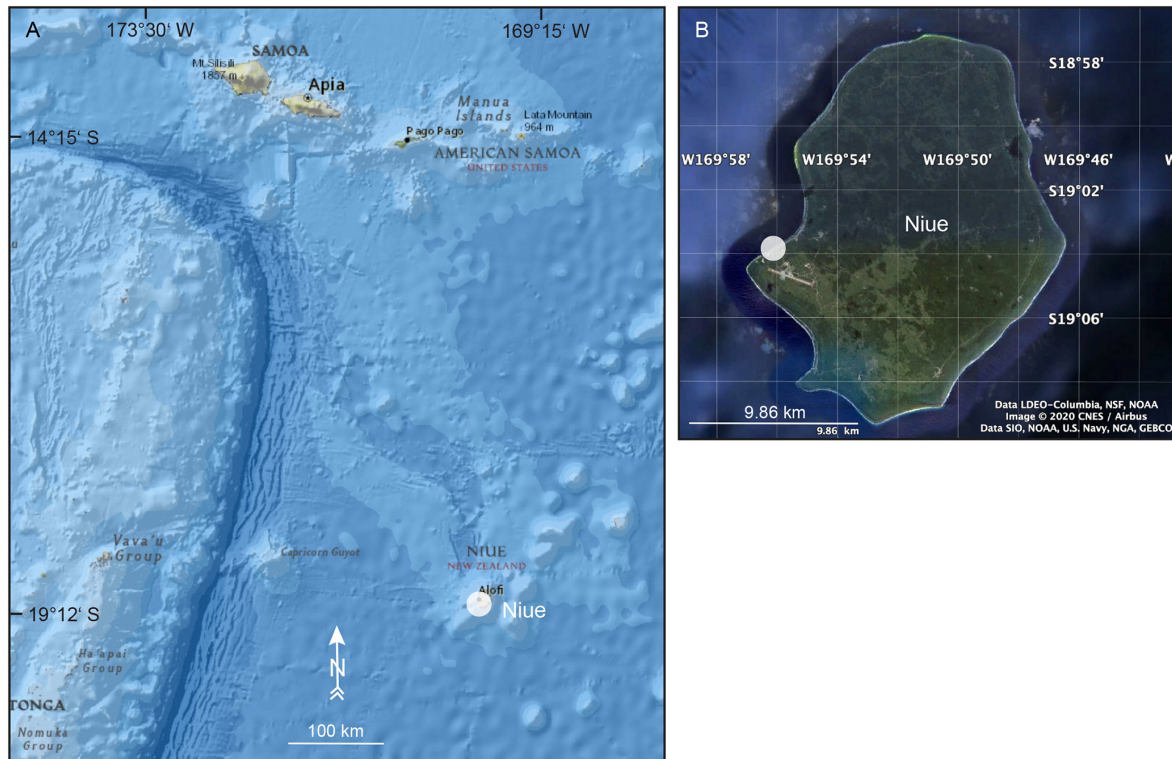 A
173°30‘ W
169°15‘ W
SAMOA
Mt Silisili
1857 m
Apia
Manua
Islands
Lata Mountain
964 m
Pago Pago
14°15‘ S
AMERICAN SAMOA
UNITED STATES
Vava'u
Group
Capricorn Guyot
NIUE
NEW ZEALAND
Alofi
Niue
19°12‘ S
Ha'apai
Group
N
TONGA
Nomuka
Group
100 km
B
S18°58'
W169°58'
W169°54'
W169°50'
W169°46'
W
S19°02'
Niue
S19°06'
9.86 km
9.86 km
Data LDEO-Columbia, NSF, NOAA
Image © 2020 CNES / Airbus
Data SIO, NOAA, U.S. Navy, NGA, GEBCO